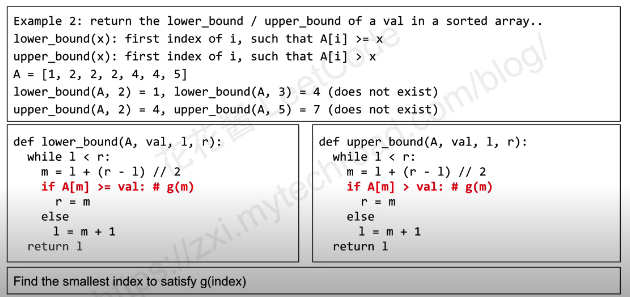 Example 2: return the lower_bound / upper_bound of a val in a sorted array..
lower_bound(x): first index of i, such that A[i] >= x
upper_bound(x): first index of i, such that A[i] > x
A = [1, 2, 2, 2, 4, 4, 5]
lower_bound(A, 2) = 1, lower_bound(A, 3) = 4 (does not exist)
upper_bound(A, 2) = 4, upper_bound(A, 5) = 7 (does not exist)
def lower_bound(A, val, l, r):
  while l < r:
    m = l + (r - l) // 2
    if A[m] >= val: # g(m)
      r = m
    else
      l = m + 1
  return l
def upper_bound(A, val, l, r):
  while l < r:
    m = l + (r - l) // 2
    if A[m] > val: # g(m)
      r = m
    else
      l = m + 1
  return l
Find the smallest index to satisfy g(index)
花花酱 LeetCode
https://zxi.mytechroad.com/blog/